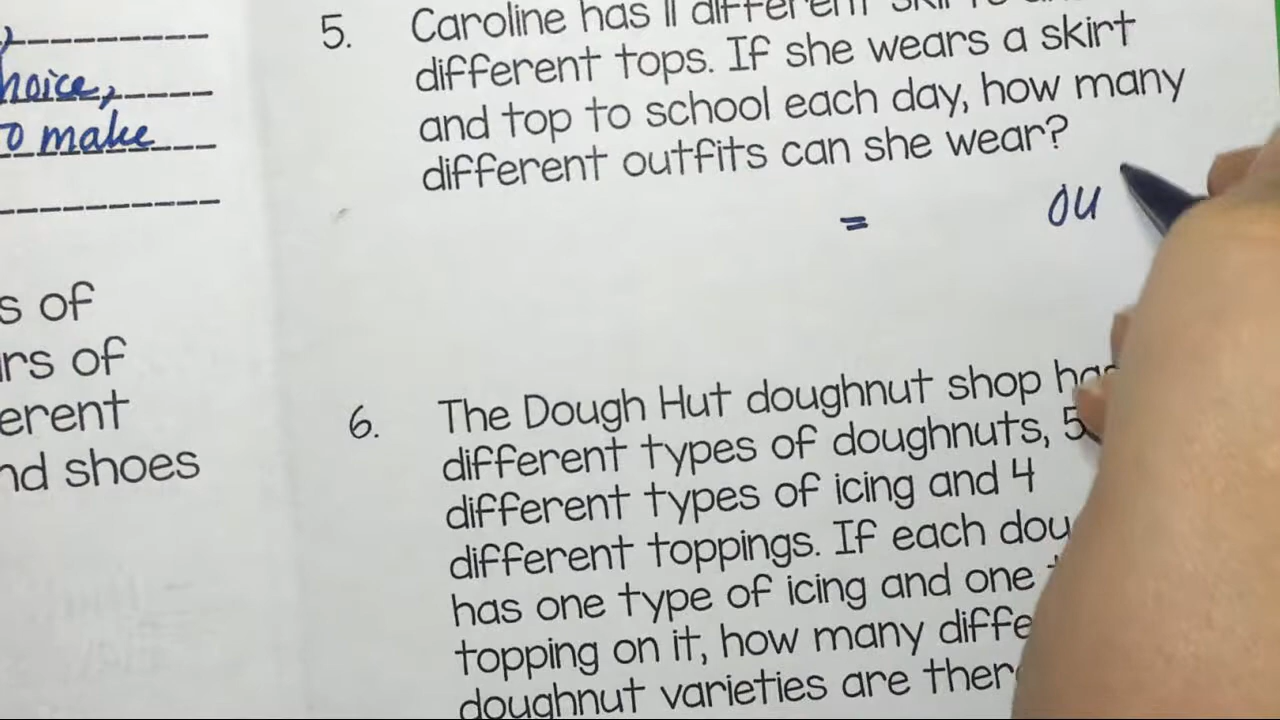 hoice,
o make
s of
rs of
erent
nd shoes
5. Caroline has 11 different
different tops. If she wears a skirt
and top to school each day, how many
different outfits can she wear?
= ou
6. The Dough Hut doughnut shop has
different types of doughnuts, 5
different types of icing and 4
different toppings. If each dou
has one type of icing and one
topping on it, how many diffe
doughnut varieties are ther